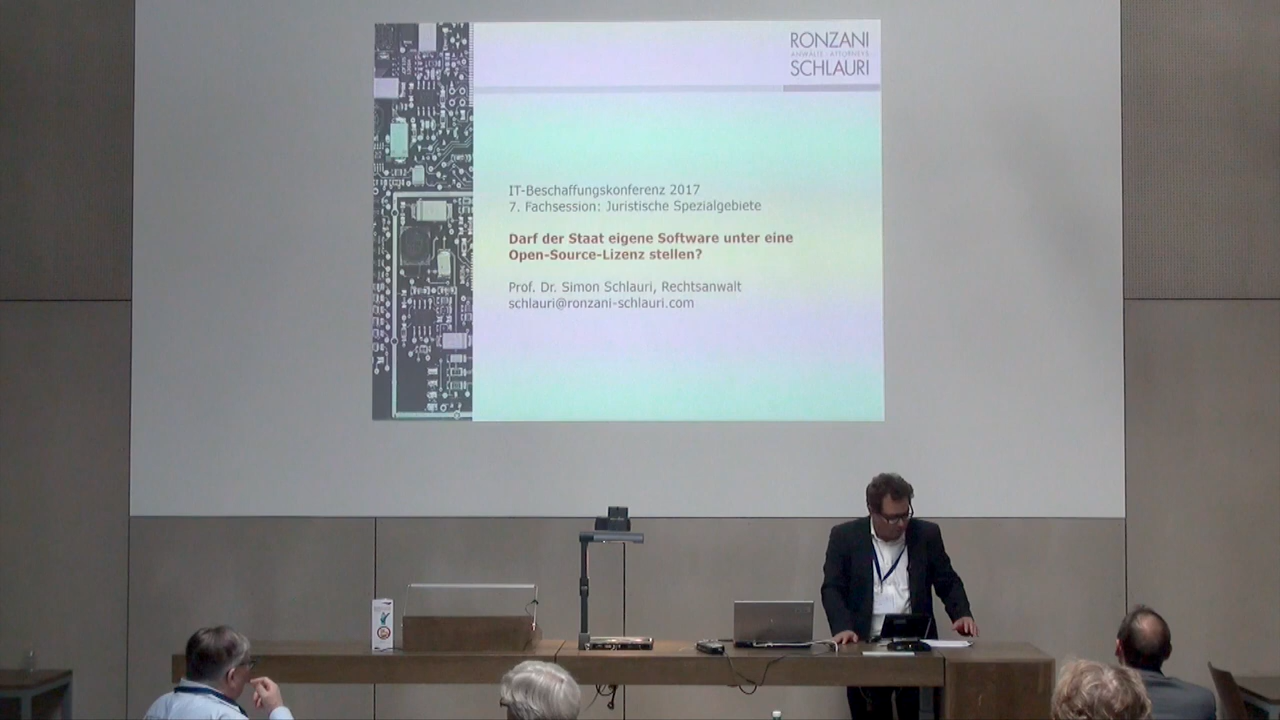 RONZANI
ANWÄLTE · ATTORNEYS
SCHLAURI
IT-Beschaffungskonferenz 2017
7. Fachsession: Juristische Spezialgebiete
Darf der Staat eigene Software unter eine
Open-Source-Lizenz stellen?
Prof. Dr. Simon Schlauri, Rechtsanwalt
schlauri@ronzani-schlauri.com